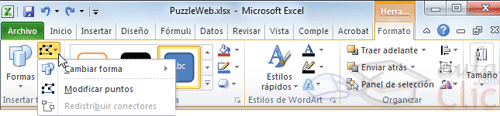 PuzzleWeb.xlsx - Microsoft Excel
Herra...
Archivo Inicio Insertar Diseño Fórmula Datos Revisar Vista Comple Acrobat Formato
Formas
Cambiar forma
Modificar puntos
Redistribuir conectores
Insertar f
Abc
Estilos rápidos
Estilos de WordArt
Traer adelante
Enviar atrás
Panel de selección
Organizar
aula
Clic